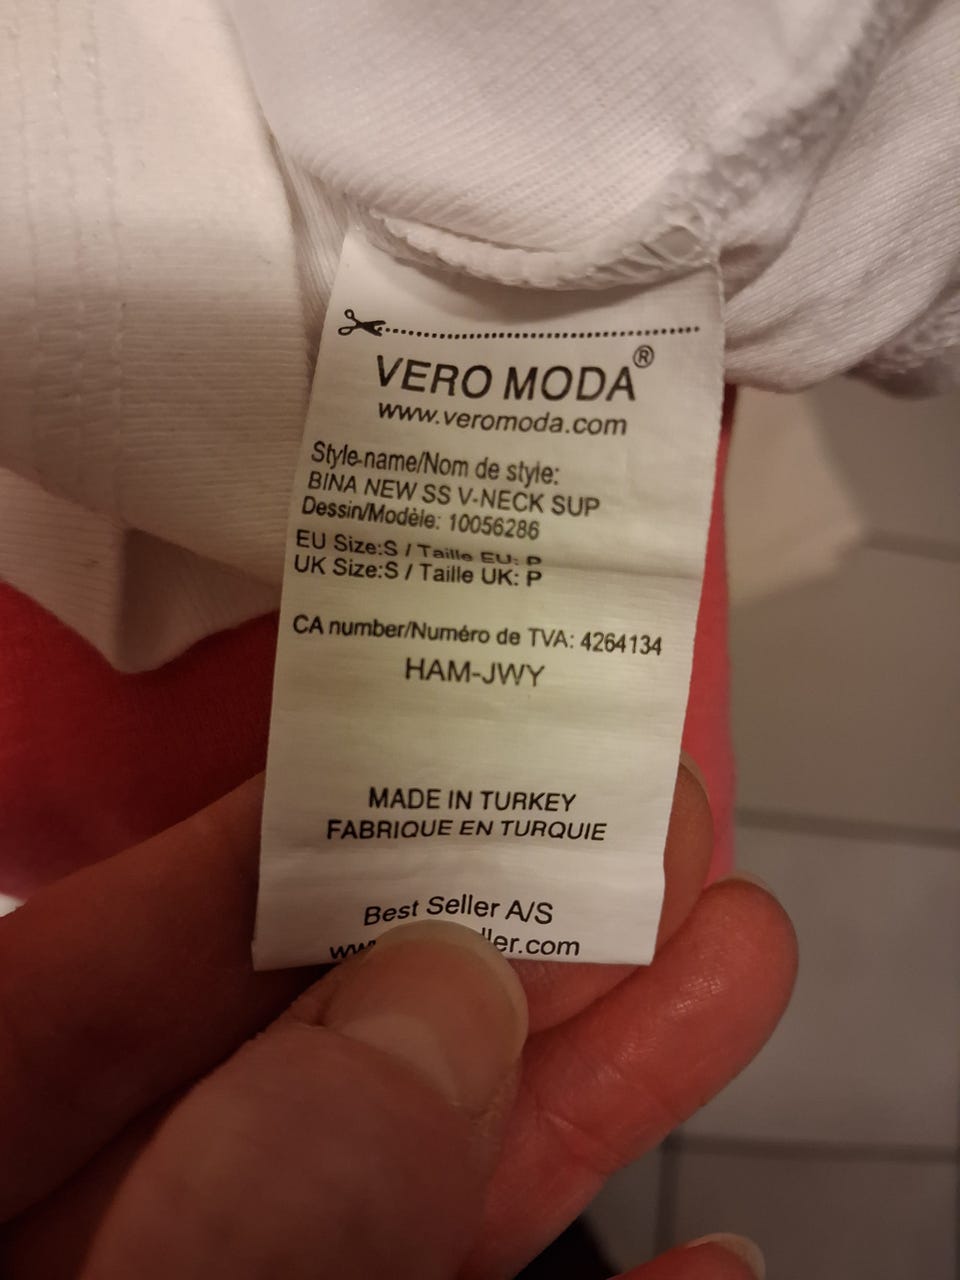 VERO MODA®
www.veromoda.com
Style-name/Nom de style:
BINA NEW SS V-NECK SUP
Dessin/Modèle: 10056286
EU Size:S / Taille EU: P
UK Size:S / Taille UK: P
CA number/Numéro de TVA: 4264134
HAM-JWY
MADE IN TURKEY
FABRIQUE EN TURQUIE
Best Seller A/S